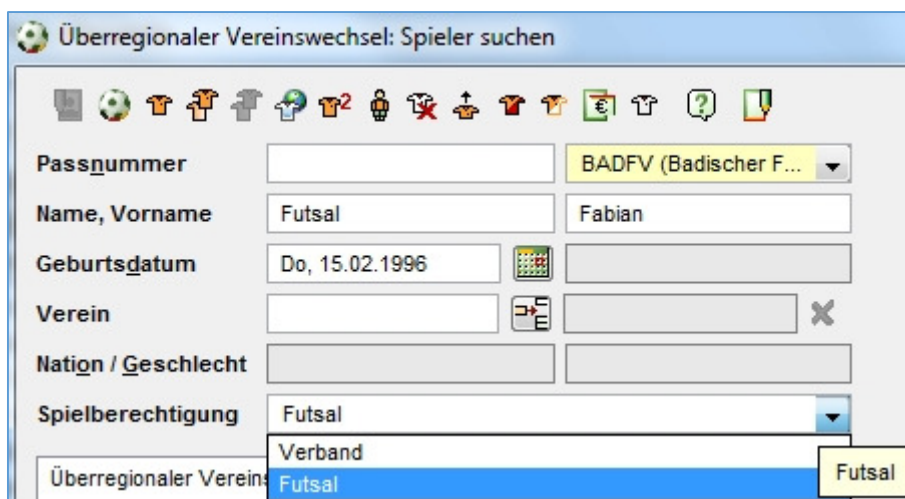 Überregionaler Vereinswechsel: Spieler suchen
Passnummer BADFV (Badischer F...
Name, Vorname Futsal Fabian
Geburtsdatum Do, 15.02.1996
Verein
Nation / Geschlecht
Spielberechtigung Futsal
Verband
Überregionaler Vereins Futsal Futsal